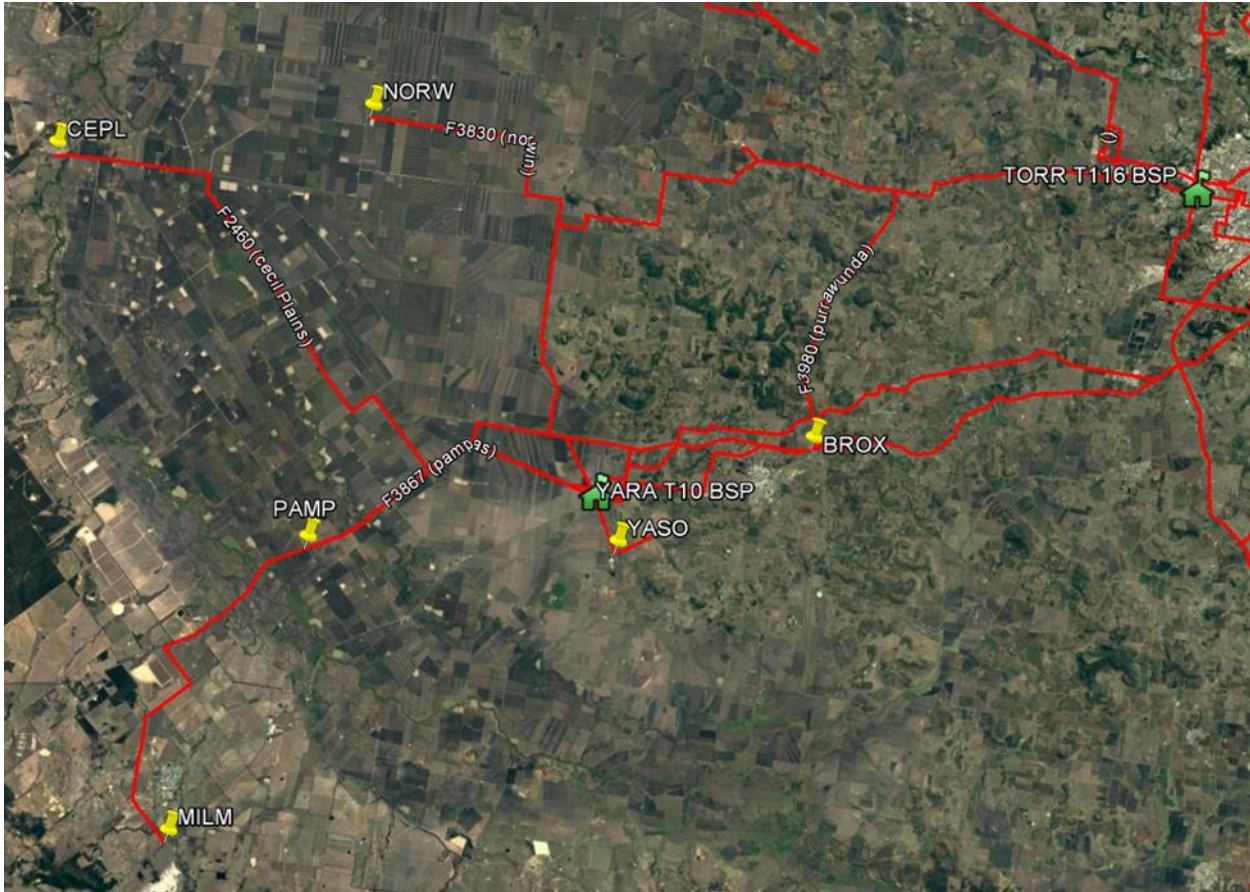 NORW
CEPL
F3830 (norwin)
()
TORR T116 BSP
F2460 (cecil Plains)
F3980 (purrawunda)
BROX
F3867 (pampas)
YARA T10 BSP
PAMP
YASO
MILM